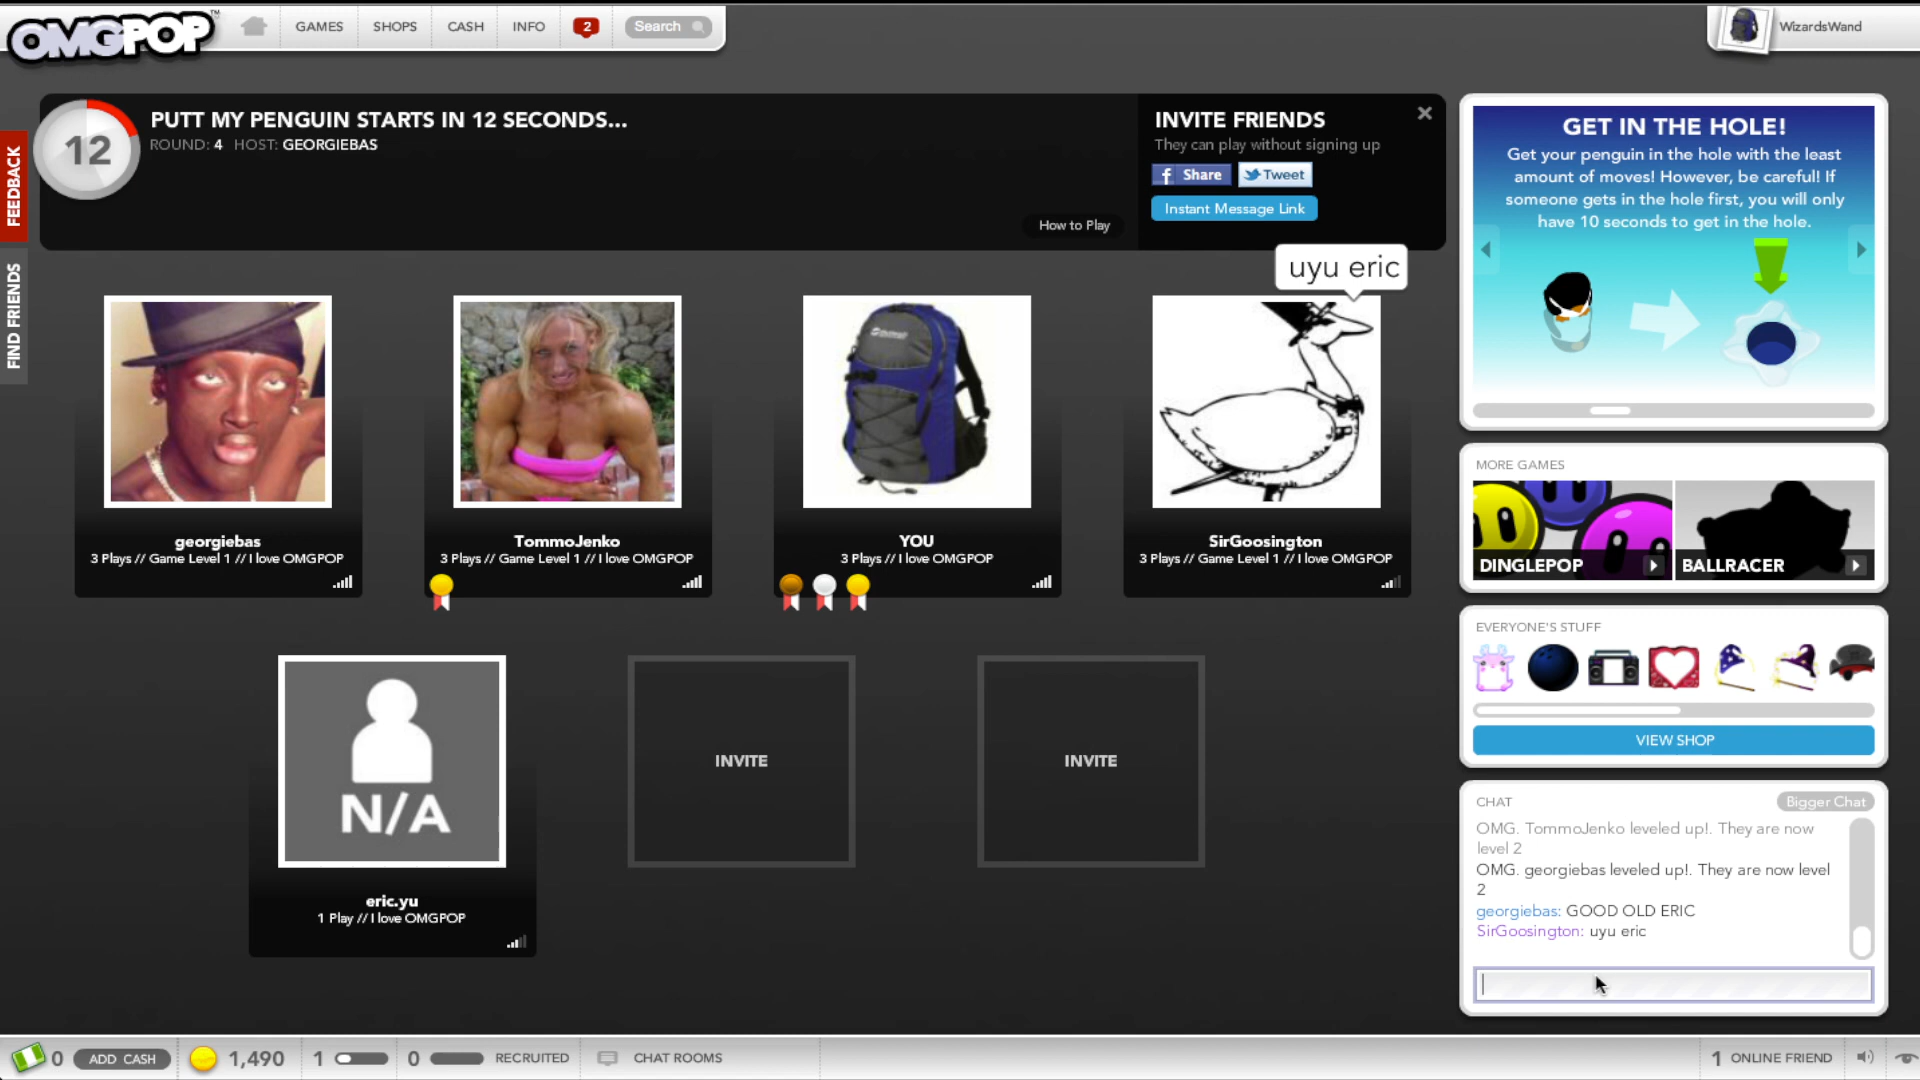 OMGPOP™
GAMES
SHOPS
CASH
INFO
2
Search
WizardsWand
FEEDBACK
FIND FRIENDS
12
PUTT MY PENGUIN STARTS IN 12 SECONDS...
ROUND: 4 HOST: GEORGIEBAS
How to Play
INVITE FRIENDS
They can play without signing up
f Share
Tweet
Instant Message Link
uyu eric
georgiebas
3 Plays // Game Level 1 // I love OMGPOP
TommoJenko
3 Plays // Game Level 1 // I love OMGPOP
YOU
3 Plays // I love OMGPOP
SirGoosington
3 Plays // Game Level 1 // I love OMGPOP
N/A
eric.yu
1 Play // I love OMGPOP
INVITE
INVITE
GET IN THE HOLE!
Get your penguin in the hole with the least
amount of moves! However, be careful! If
someone gets in the hole first, you will only
have 10 seconds to get in the hole.
MORE GAMES
DINGLEPOP
BALLRACER
EVERYONE'S STUFF
VIEW SHOP
CHAT
Bigger Chat
OMG. TommoJenko leveled up!. They are now
level 2
OMG. georgiebas leveled up!. They are now level
2
georgiebas: GOOD OLD ERIC
SirGoosington: uyu eric
0
ADD CASH
1,490
1
0
RECRUITED
CHAT ROOMS
1 ONLINE FRIEND